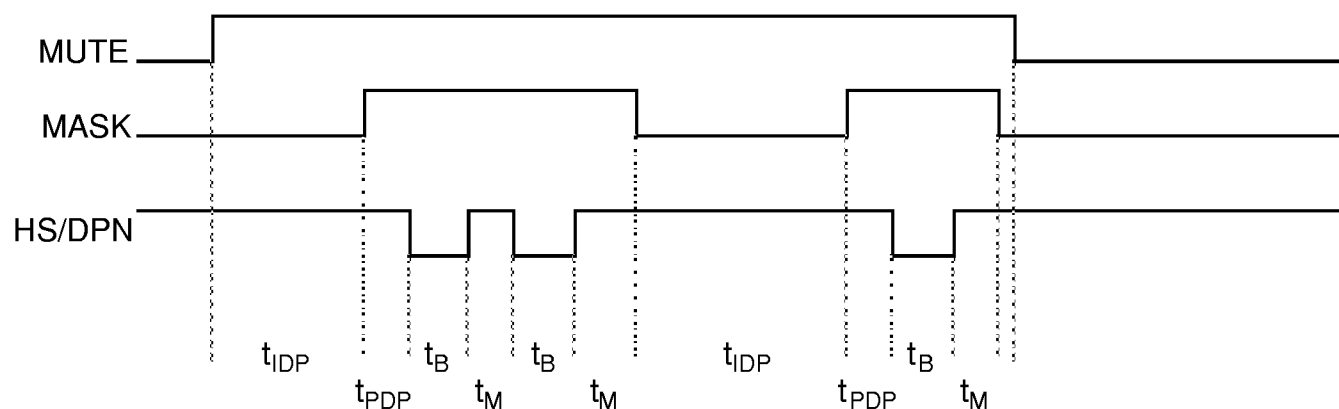 MUTE
MASK
HS/DPN
tIDP tB tB tIDP tB
tPDP tM tM tPDP tM